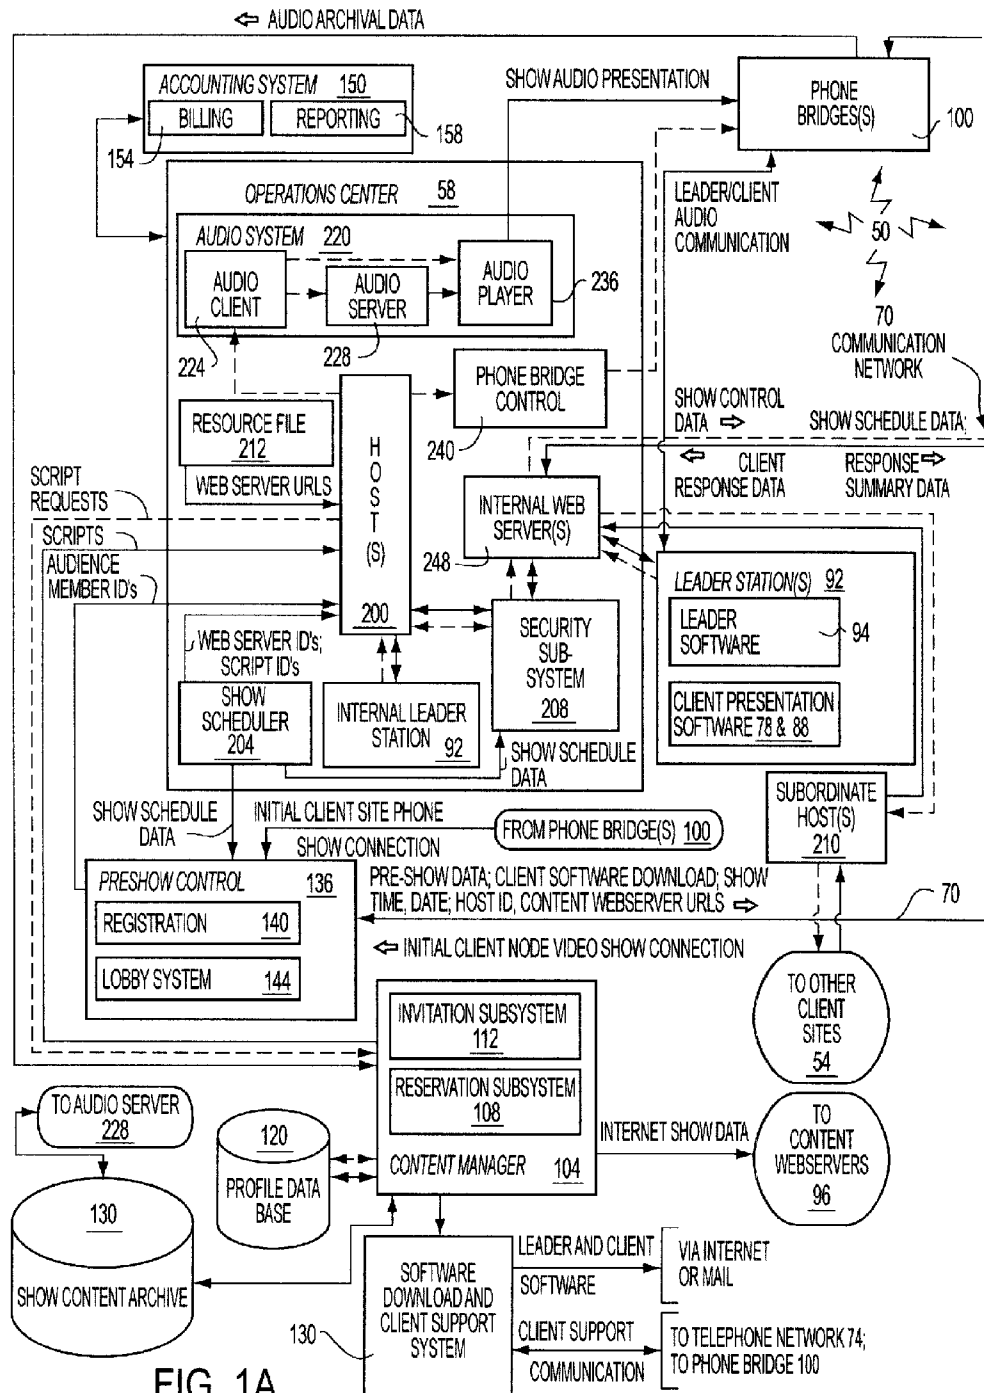 ⇦ AUDIO ARCHIVAL DATA
ACCOUNTING SYSTEM 150
BILLING
REPORTING
154
158
SHOW AUDIO PRESENTATION
PHONE
BRIDGES(S)
100
OPERATIONS CENTER 58
LEADER/CLIENT
AUDIO
COMMUNICATION
50
AUDIO SYSTEM 220
AUDIO
CLIENT
AUDIO
SERVER
AUDIO
PLAYER
236
224
228
70
COMMUNICATION
NETWORK
PHONE BRIDGE
CONTROL
240
RESOURCE FILE
212
HOST(S)
200
SHOW CONTROL
DATA ⇨
SHOW SCHEDULE DATA;
⇦ CLIENT
RESPONSE DATA
RESPONSE ⇨
SUMMARY DATA
SCRIPT
REQUESTS
WEB SERVER URLS
INTERNAL WEB
SERVER(S)
248
SCRIPTS
AUDIENCE
MEMBER ID's
LEADER STATION(S) 92
LEADER
SOFTWARE
94
CLIENT PRESENTATION
SOFTWARE 78 & 88
WEB SERVER ID's;
SCRIPT ID's
SECURITY
SUB-
SYSTEM
208
SHOW
SCHEDULER
204
INTERNAL LEADER
STATION 92
SHOW SCHEDULE
DATA
SUBORDINATE
HOST(S)
210
SHOW SCHEDULE
DATA
INITIAL CLIENT SITE PHONE
SHOW CONNECTION
FROM PHONE BRIDGE(S) 100
PRESHOW CONTROL 136
REGISTRATION 140
LOBBY SYSTEM 144
PRE-SHOW DATA; CLIENT SOFTWARE DOWNLOAD; SHOW
TIME, DATE; HOST ID, CONTENT WEBSERVER URLS ⇨
70
⇦ INITIAL CLIENT NODE VIDEO SHOW CONNECTION
TO OTHER
CLIENT
SITES
54
INVITATION SUBSYSTEM
112
RESERVATION SUBSYSTEM
108
CONTENT MANAGER 104
TO AUDIO SERVER
228
120
PROFILE DATA
BASE
INTERNET SHOW DATA
TO
CONTENT
WEBSERVERS
96
130
SHOW CONTENT ARCHIVE
SOFTWARE
DOWNLOAD AND
CLIENT SUPPORT
SYSTEM
130
LEADER AND CLIENT
SOFTWARE
VIA INTERNET
OR MAIL
CLIENT SUPPORT
COMMUNICATION
TO TELEPHONE NETWORK 74;
TO PHONE BRIDGE 100
FIG. 1A